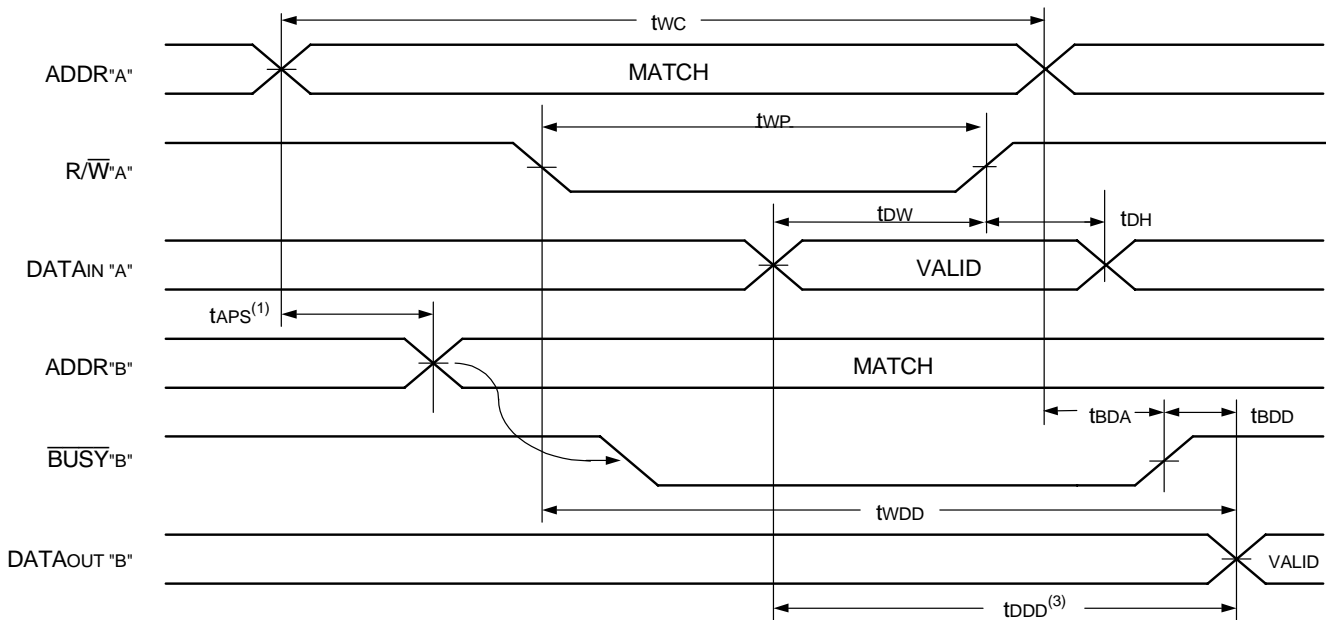 tWC
ADDR"A" MATCH
tWP
R/W"A"
tDW tDH
DATAIN "A" VALID
tAPS(1)
ADDR"B" MATCH
tBDA tBDD
BUSY"B"
tWDD
DATAOUT "B" VALID
tDDD(3)